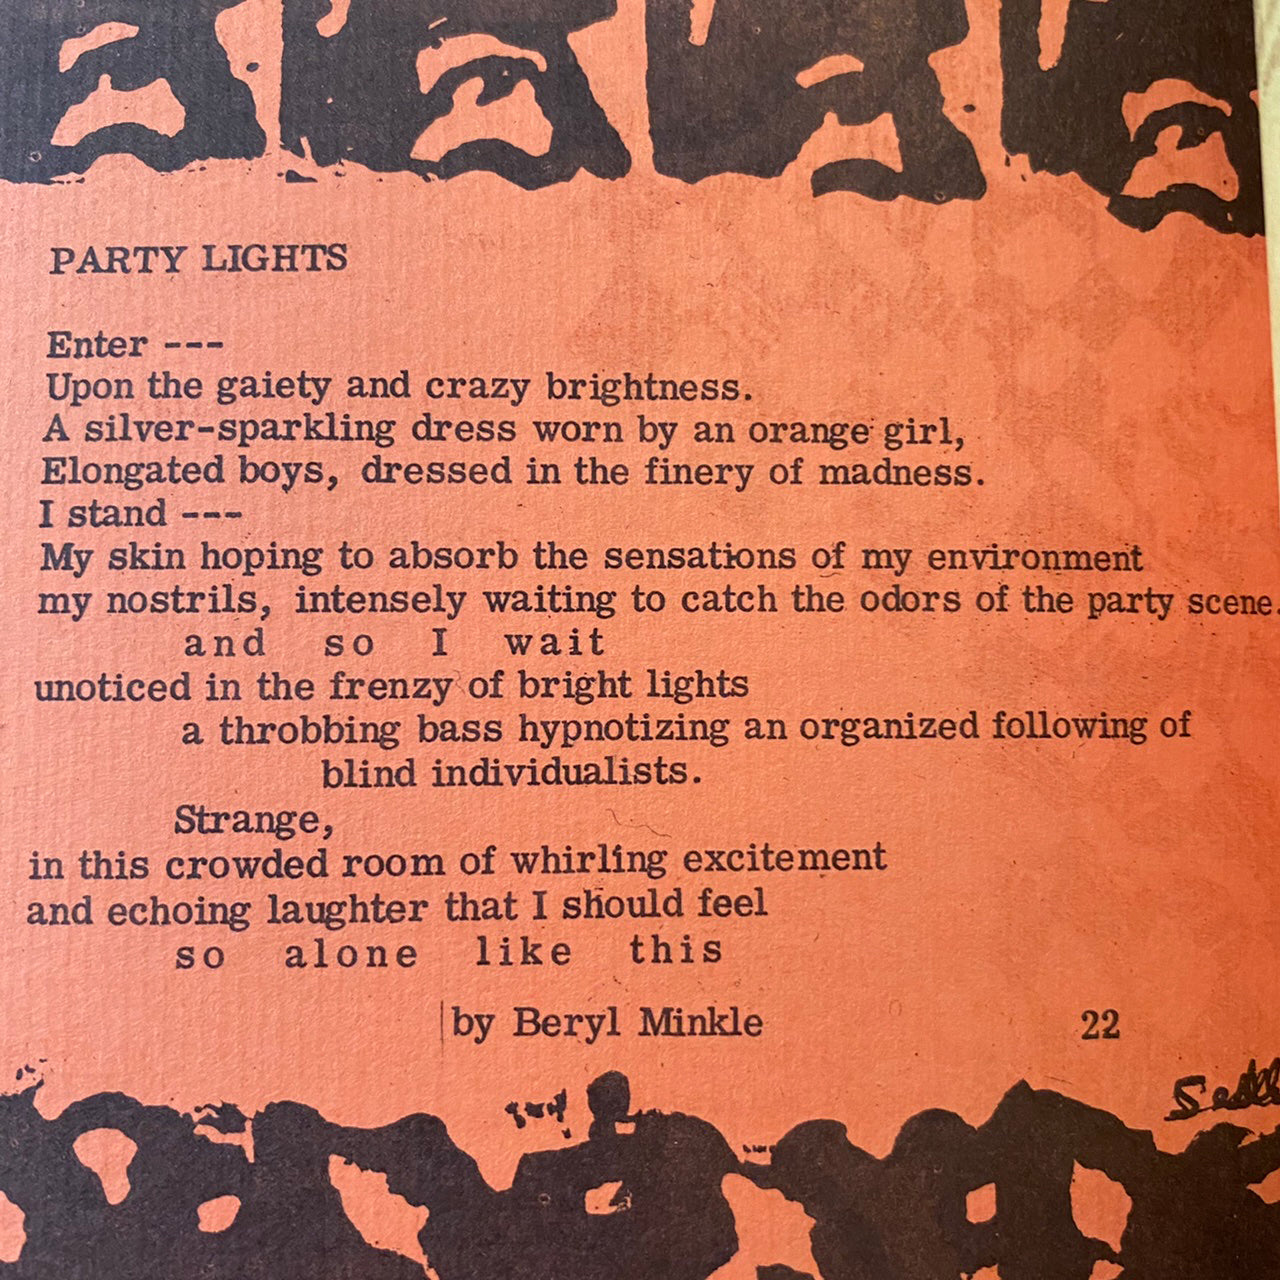 PARTY LIGHTS
Enter ---
Upon the gaiety and crazy brightness.
A silver-sparkling dress worn by an orange girl,
Elongated boys, dressed in the finery of madness.
I stand ---
My skin hoping to absorb the sensations of my environment
my nostrils, intensely waiting to catch the odors of the party scene.
and so I wait
unoticed in the frenzy of bright lights
a throbbing bass hypnotizing an organized following of
blind individualists.
Strange,
in this crowded room of whirling excitement
and echoing laughter that I should feel
so alone like this
by Beryl Minkle
22